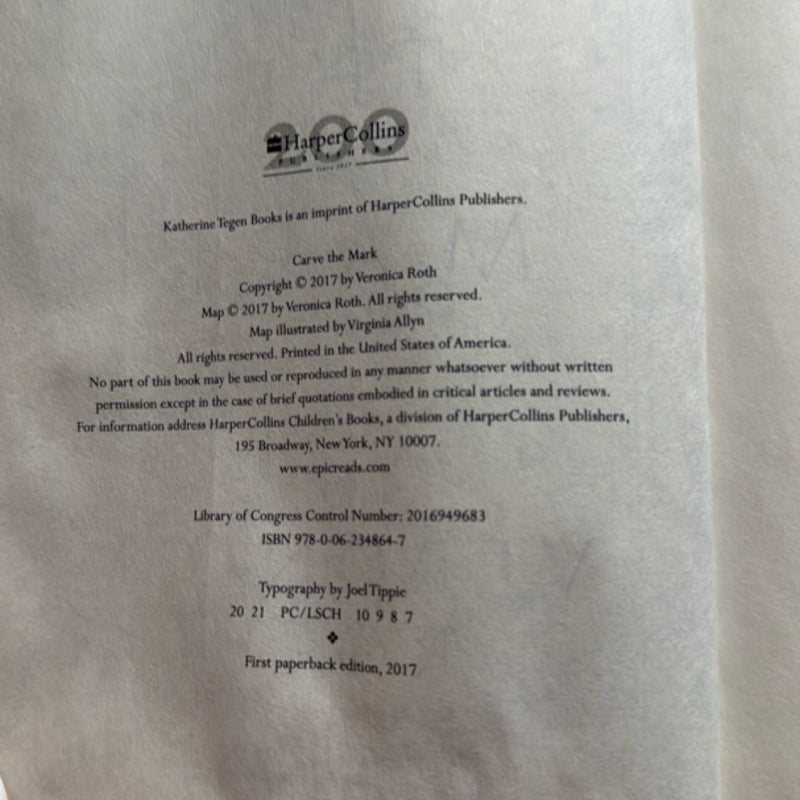 200
HarperCollins
PUBLISHERS
Since 1817
Katherine Tegen Books is an imprint of HarperCollins Publishers.
Carve the Mark
Copyright © 2017 by Veronica Roth
Map © 2017 by Veronica Roth. All rights reserved.
Map illustrated by Virginia Allyn
All rights reserved. Printed in the United States of America.
No part of this book may be used or reproduced in any manner whatsoever without written
permission except in the case of brief quotations embodied in critical articles and reviews.
For information address HarperCollins Children's Books, a division of HarperCollins Publishers,
195 Broadway, New York, NY 10007.
www.epicreads.com
Library of Congress Control Number: 2016949683
ISBN 978-0-06-234864-7
Typography by Joel Tippie
20 21 PC/LSCH 10 9 8 7
❖
First paperback edition, 2017